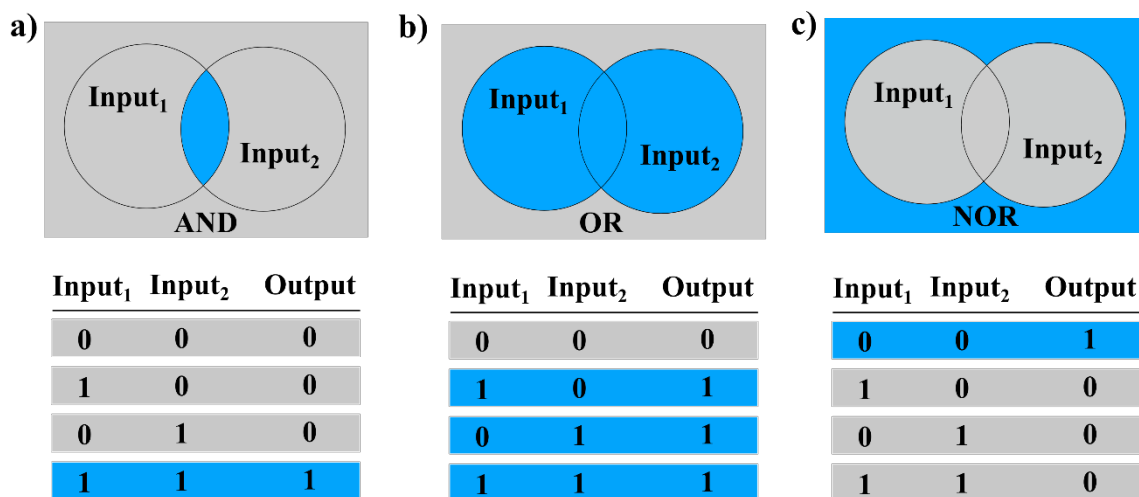 a)
Input₁
Input₂
AND
Input₁ Input₂ Output
0 0 0
1 0 0
0 1 0
1 1 1
b)
Input₁
Input₂
OR
Input₁ Input₂ Output
0 0 0
1 0 1
0 1 1
1 1 1
c)
Input₁
Input₂
NOR
Input₁ Input₂ Output
0 0 1
1 0 0
0 1 0
1 1 0